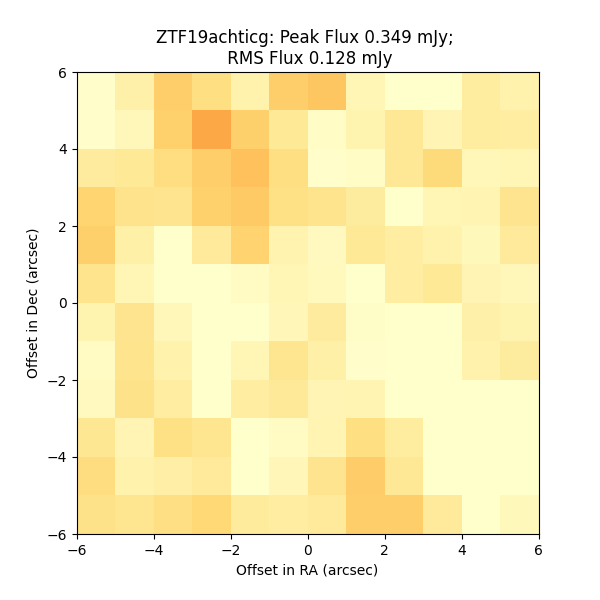 ZTF19achticg: Peak Flux 0.349 mJy;
RMS Flux 0.128 mJy
6
4
2
0
−2
−4
−6
Offset in Dec (arcsec)
−6 −4 −2 0 2 4 6
Offset in RA (arcsec)